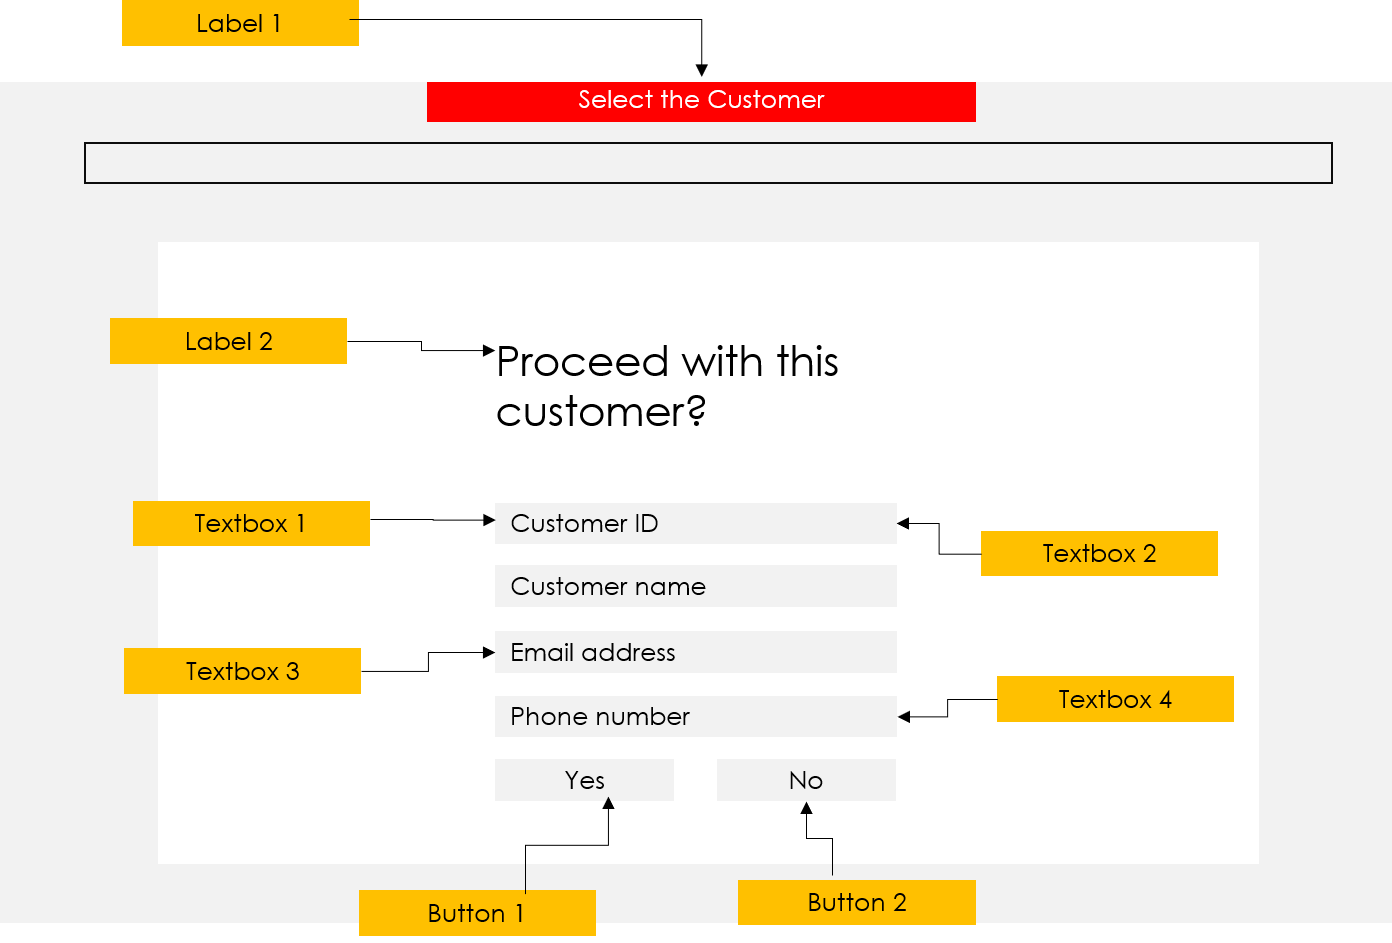 Label 1
Select the Customer
Label 2
Proceed with this
customer?
Textbox 1
Customer ID
Textbox 2
Customer name
Textbox 3
Email address
Textbox 4
Phone number
Yes
No
Button 1
Button 2